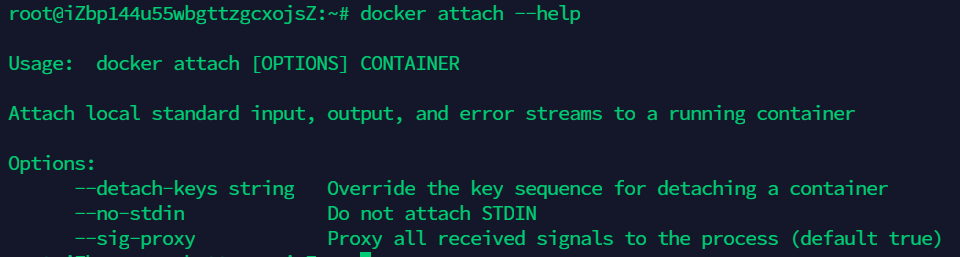 root@iZbp144u55wbgttzgcxojsZ:~# docker attach --help
Usage:  docker attach [OPTIONS] CONTAINER
Attach local standard input, output, and error streams to a running container
Options:
      --detach-keys string   Override the key sequence for detaching a container
      --no-stdin             Do not attach STDIN
      --sig-proxy            Proxy all received signals to the process (default true)